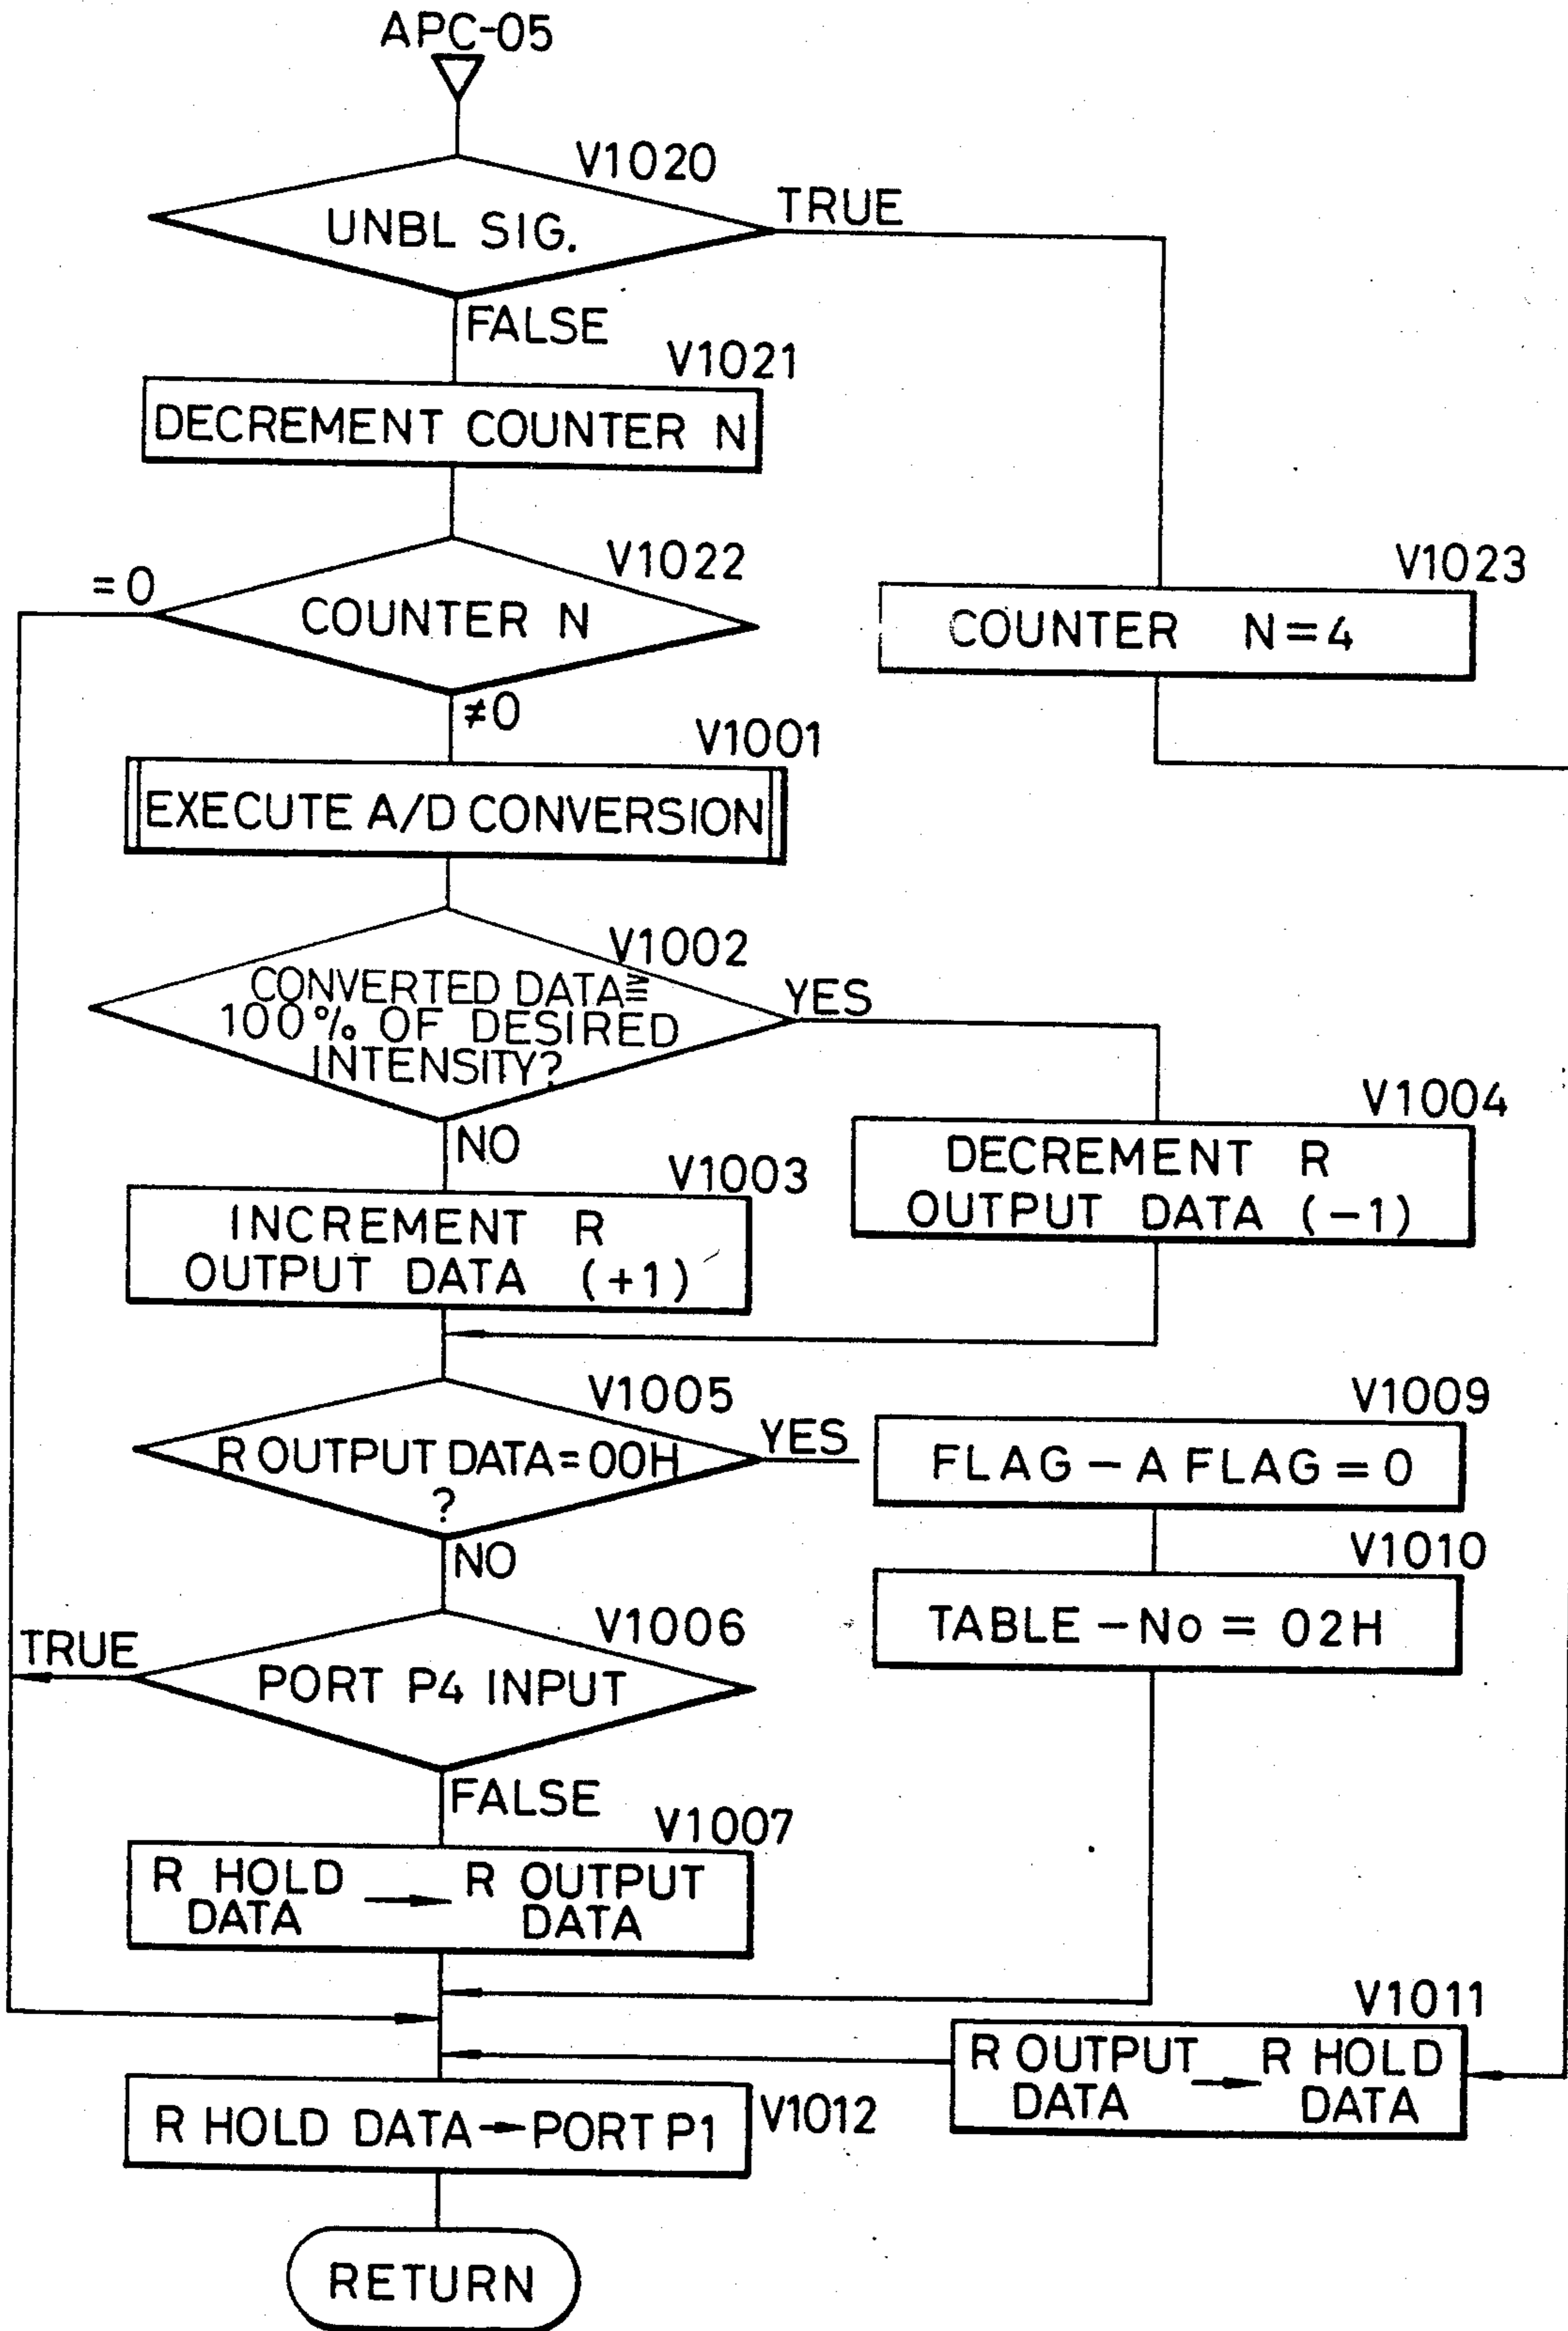 APC-05
V1020
UNBL SIG.
TRUE
FALSE
V1021
DECREMENT COUNTER N
V1022
=0
COUNTER N
≠0
V1023
COUNTER N=4
V1001
EXECUTE A/D CONVERSION
V1002
CONVERTED DATA≧
100% OF DESIRED
INTENSITY?
YES
NO
V1004
DECREMENT R
OUTPUT DATA (-1)
V1003
INCREMENT R
OUTPUT DATA (+1)
V1005
R OUTPUT DATA=00H
?
YES
NO
V1009
FLAG-A FLAG=0
V1010
TABLE-No = 02H
V1006
TRUE
PORT P4 INPUT
FALSE
V1007
R HOLD → R OUTPUT
DATA DATA
V1011
R OUTPUT → R HOLD
DATA DATA
R HOLD DATA→PORT P1
V1012
RETURN